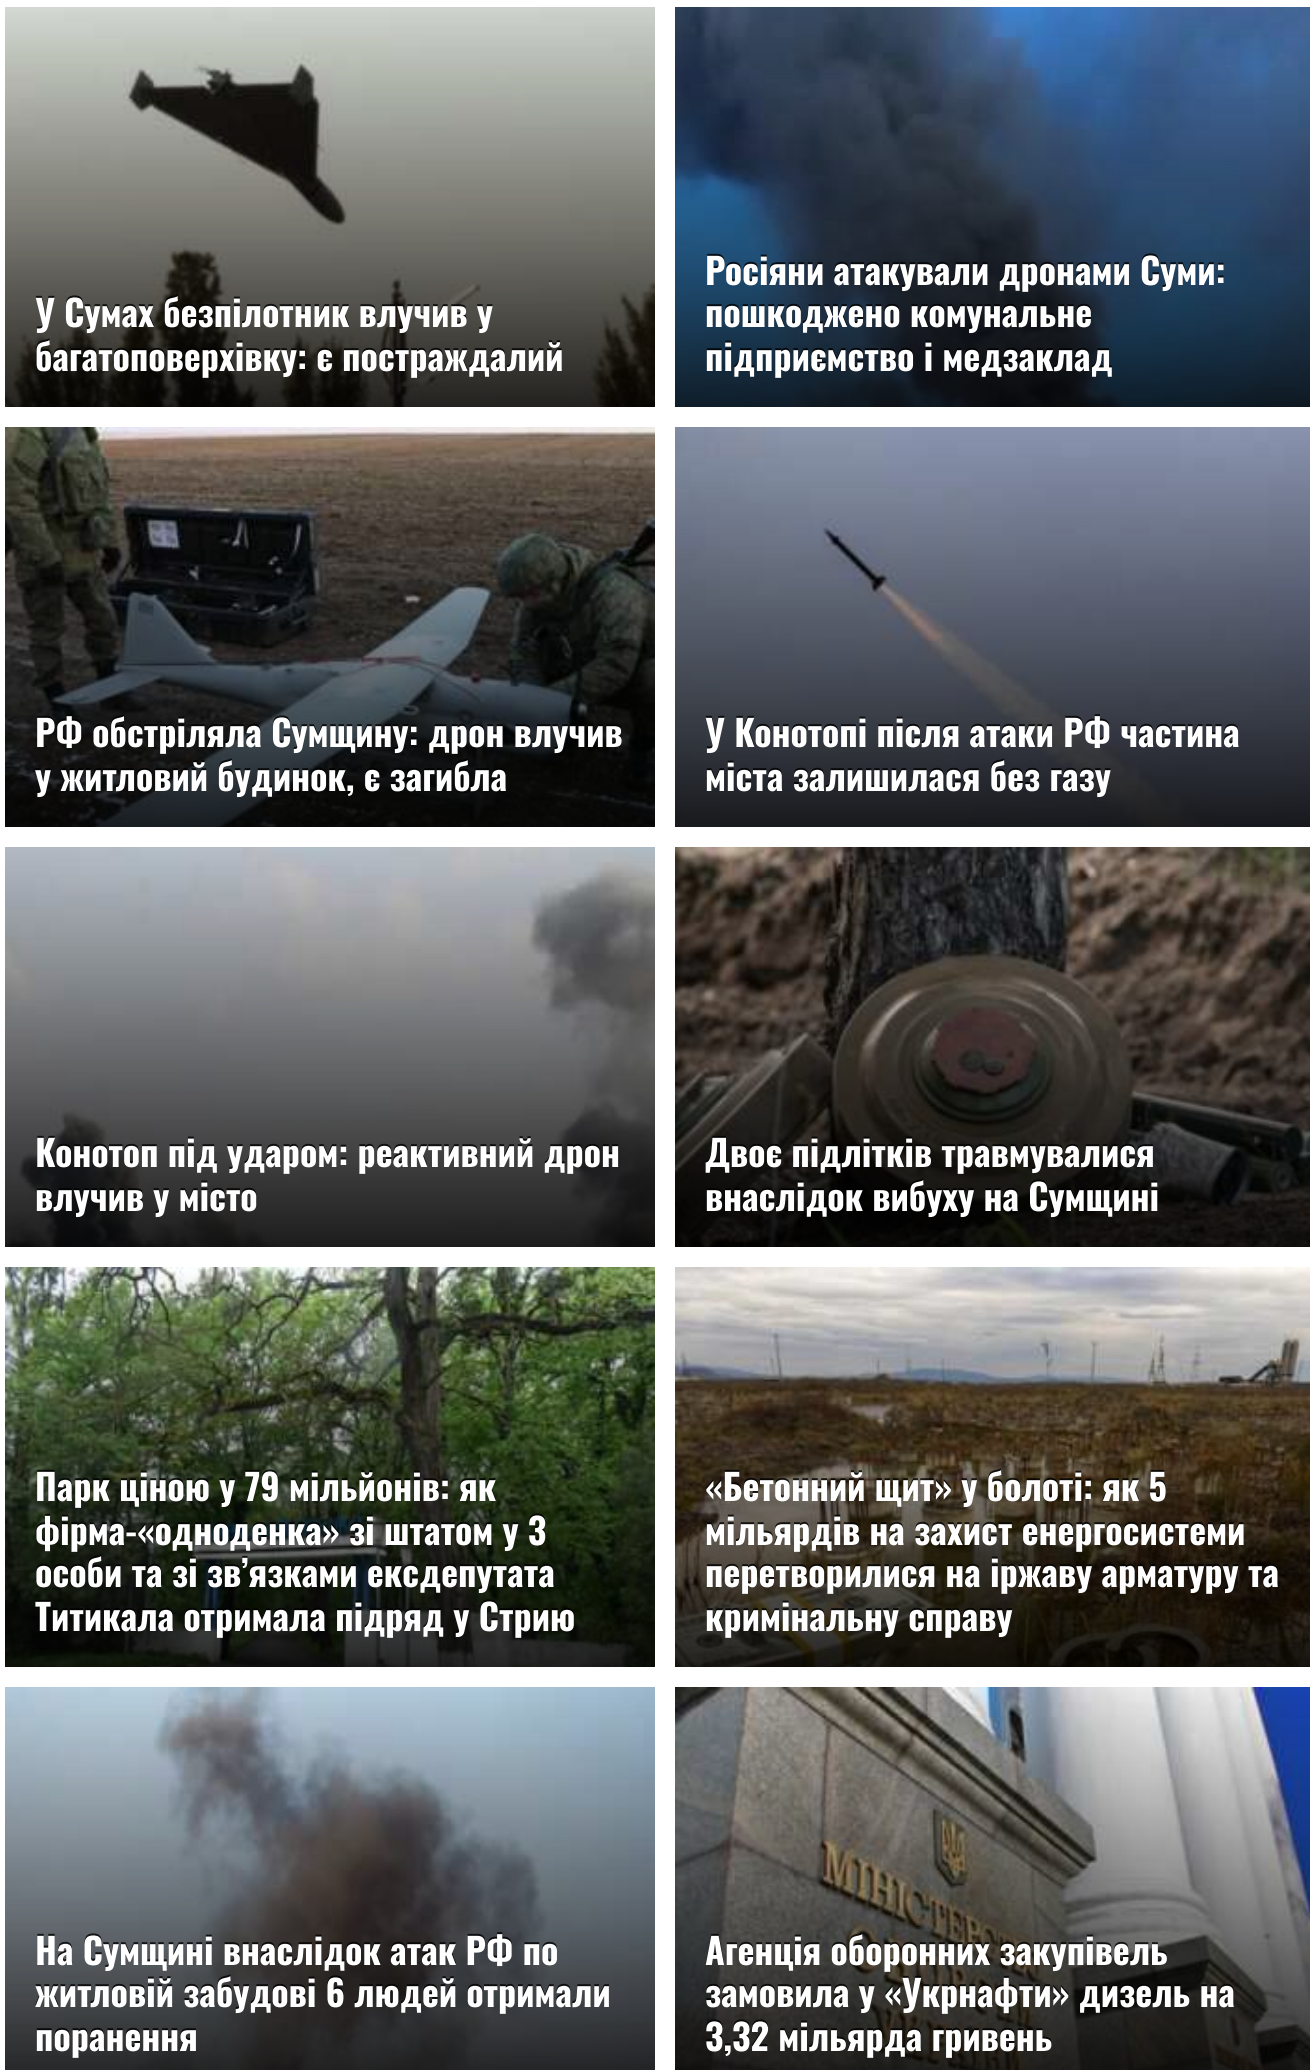 У Сумах безпілотник влучив у
багатоповерхівку: є постраждалий
Росіяни атакували дронами Суми:
пошкоджено комунальне
підприємство і медзаклад
РФ обстріляла Сумщину: дрон влучив
у житловий будинок, є загибла
У Конотопі після атаки РФ частина
міста залишилася без газу
Конотоп під ударом: реактивний дрон
влучив у місто
Двоє підлітків травмувалися
внаслідок вибуху на Сумщині
Парк ціною у 79 мільйонів: як
фірма-«одноденка» зі штатом у 3
особи та зі зв’язками ексдепутата
Титикала отримала підряд у Стрию
«Бетонний щит» у болоті: як 5
мільярдів на захист енергосистеми
перетворилися на іржаву арматуру та
кримінальну справу
На Сумщині внаслідок атак РФ по
житловій забудові 6 людей отримали
поранення
Агенція оборонних закупівель
замовила у «Укрнафти» дизель на
3,32 мільярда гривень